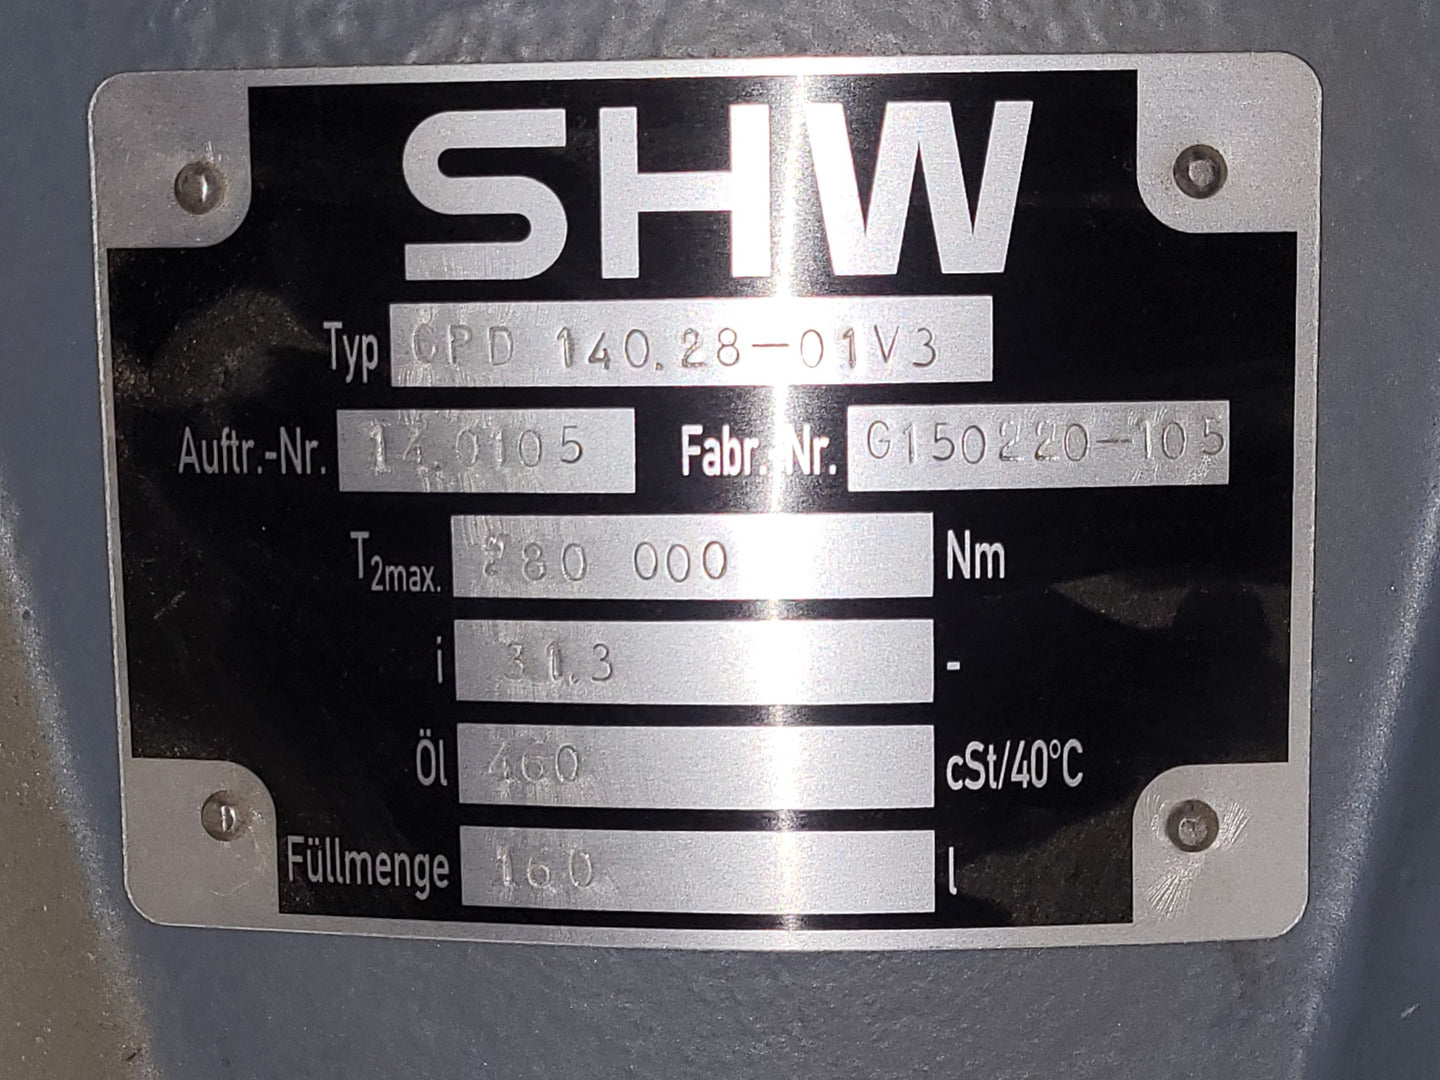 SHW
Typ GPD 140.28-01V3
Auftr.-Nr. 14.0105 Fabr.-Nr. G150220-105
T2max. 280 000 Nm
i 31.3 -
Öl 460 cSt/40°C
Füllmenge 160 l